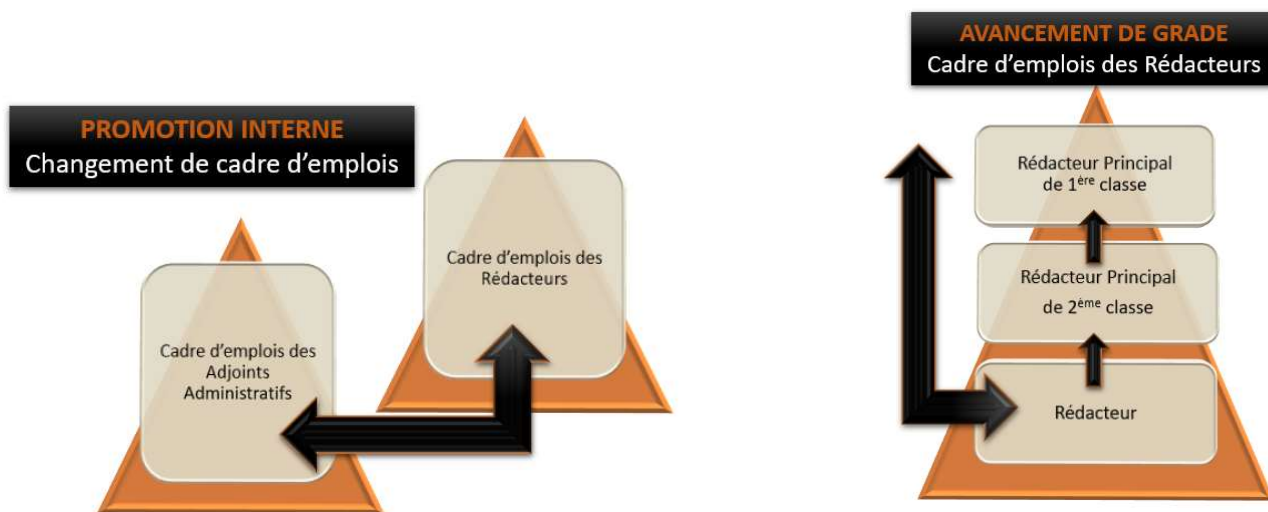 PROMOTION INTERNE
Changement de cadre d'emplois
Cadre d'emplois des
Adjoints
Administratifs
Cadre d'emplois des
Rédacteurs
AVANCEMENT DE GRADE
Cadre d'emplois des Rédacteurs
Rédacteur Principal
de 1ère classe
Rédacteur Principal
de 2ème classe
Rédacteur